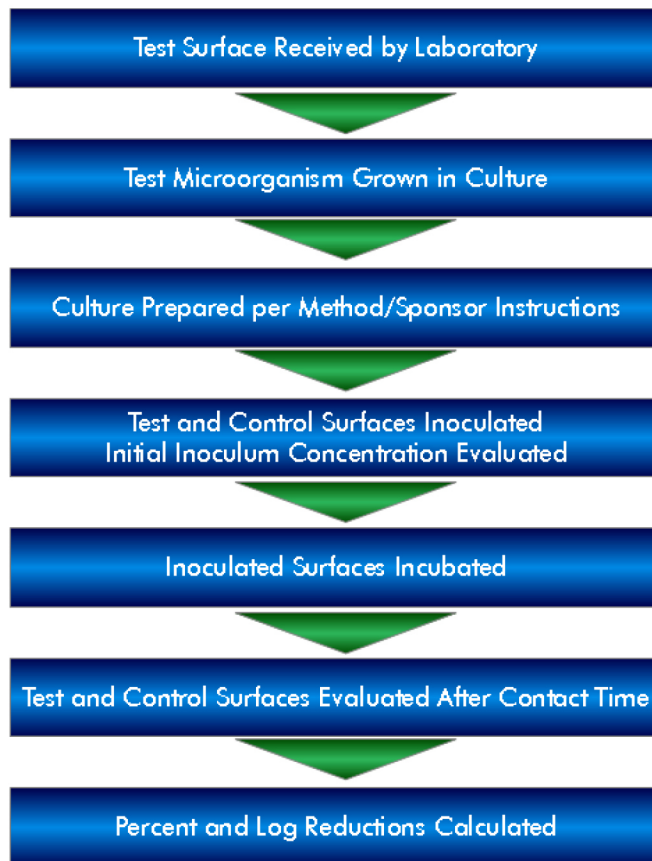 Test Surface Received by Laboratory
Test Microorganism Grown in Culture
Culture Prepared per Method/Sponsor Instructions
Test and Control Surfaces Inoculated
Initial Inoculum Concentration Evaluated
Inoculated Surfaces Incubated
Test and Control Surfaces Evaluated After Contact Time
Percent and Log Reductions Calculated